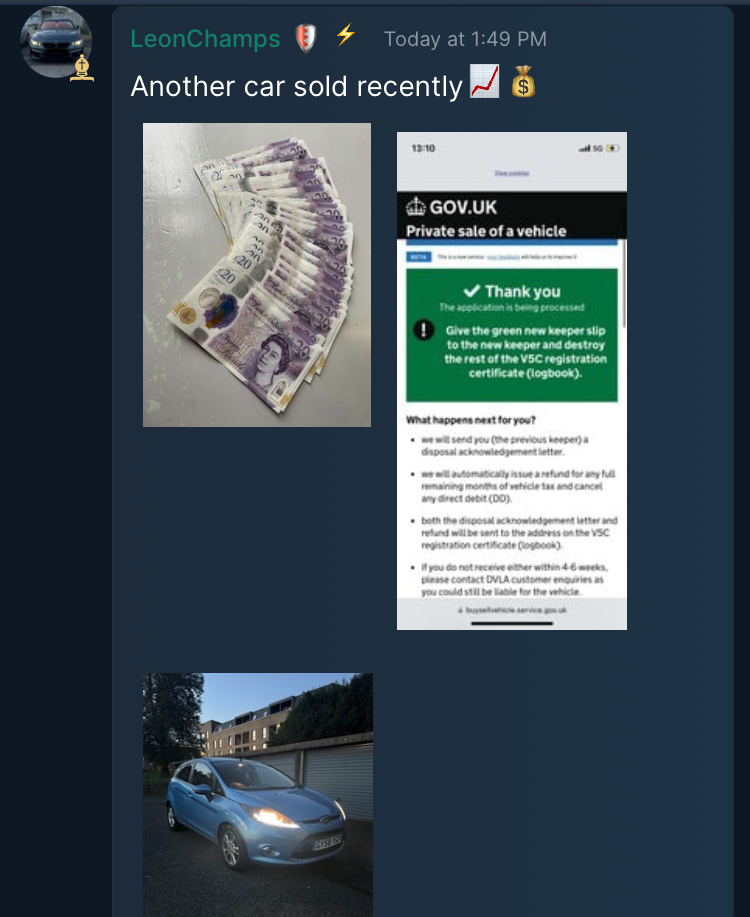 LeonChamps Today at 1:49 PM
Another car sold recently
£20
13:10 5G
View cookies
GOV.UK
Private sale of a vehicle
BETA This is a new service - your feedback will help us to improve it
Thank you
The application is being processed
! Give the green new keeper slip
to the new keeper and destroy
the rest of the V5C registration
certificate (logbook).
What happens next for you?
• we will send you (the previous keeper) a
disposal acknowledgement letter.
• we will automatically issue a refund for any full
remaining months of vehicle tax and cancel
any direct debit (DD).
• both the disposal acknowledgement letter and
refund will be sent to the address on the V5C
registration certificate (logbook).
• if you do not receive either within 4-6 weeks,
please contact DVLA customer enquiries as
you could still be liable for the vehicle.
buysellvehicle.service.gov.uk